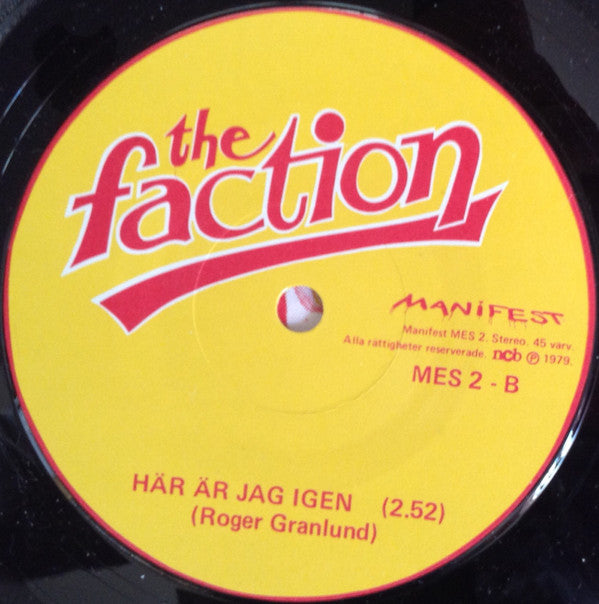 the
faction
MANiFEST
Manifest MES 2. Stereo. 45 varv.
Alla rättigheter reserverade. ncb ℗ 1979.
MES 2 - B
HÄR ÄR JAG IGEN (2.52)
(Roger Granlund)